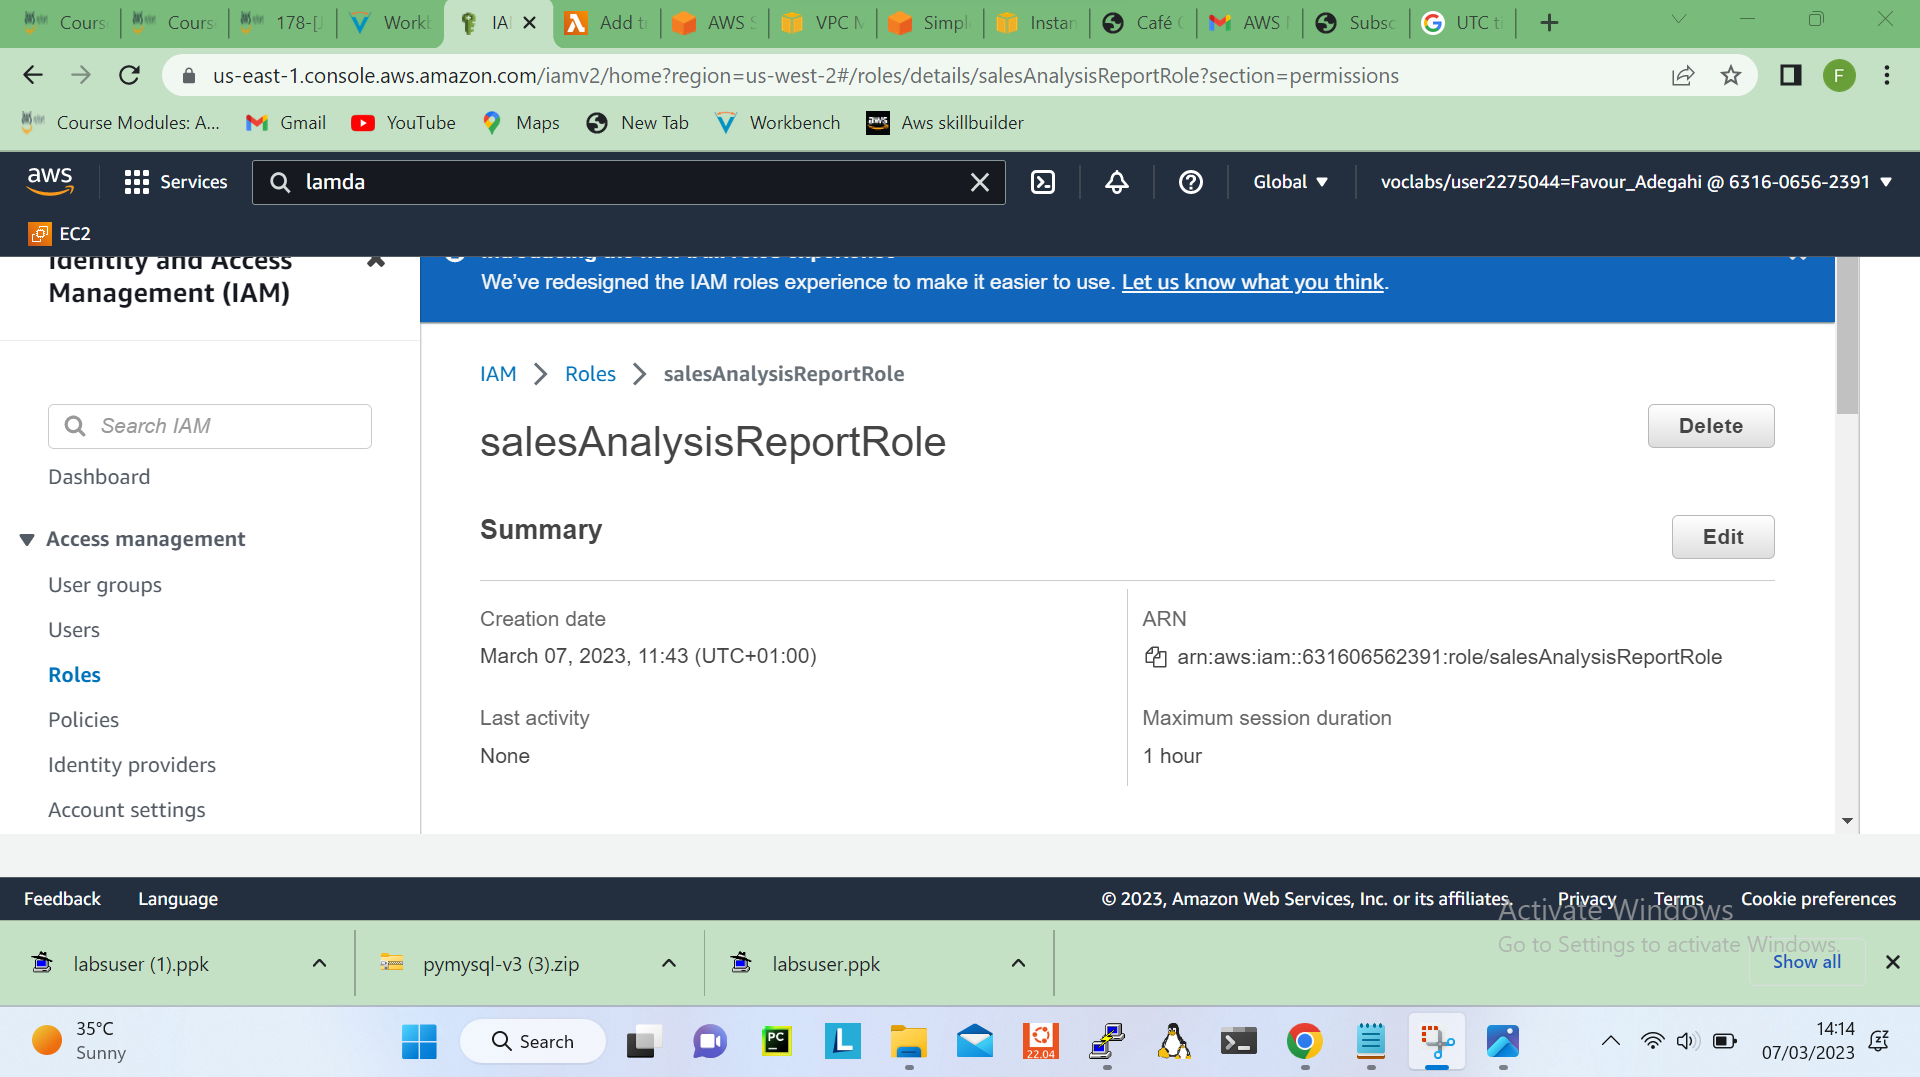 Cours
Cours
178-[J
Workb
IA
Add tr
AWS S
VPC M
Simpl
Instan
Café
AWS
Subsc
UTC ti
us-east-1.console.aws.amazon.com/iamv2/home?region=us-west-2#/roles/details/salesAnalysisReportRole?section=permissions
F
Course Modules: A...
Gmail
YouTube
Maps
New Tab
Workbench
Aws skillbuilder
aws
Services
lamda
Global
voclabs/user2275044=Favour_Adegahi @ 6316-0656-2391
EC2
Identity and Access
Management (IAM)
We've redesigned the IAM roles experience to make it easier to use. Let us know what you think.
IAM > Roles > salesAnalysisReportRole
Search IAM
Delete
salesAnalysisReportRole
Dashboard
Summary
Edit
Access management
User groups
Users
Roles
Policies
Identity providers
Account settings
Creation date
March 07, 2023, 11:43 (UTC+01:00)
ARN
arn:aws:iam::631606562391:role/salesAnalysisReportRole
Last activity
None
Maximum session duration
1 hour
Feedback
Language
© 2023, Amazon Web Services, Inc. or its affiliates.
Privacy
Terms
Cookie preferences
Activate Windows
Go to Settings to activate Windows.
labsuser (1).ppk
pymysql-v3 (3).zip
labsuser.ppk
Show all
35°C
Sunny
Search
PC
L
22.04
14:14
07/03/2023